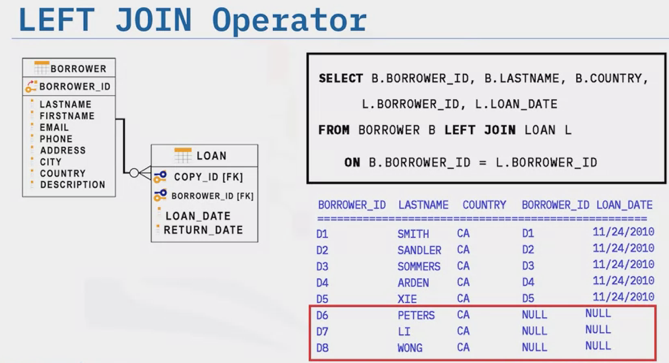 LEFT JOIN Operator
BORROWER
BORROWER_ID
LASTNAME
FIRSTNAME
EMAIL
PHONE
ADDRESS
CITY
COUNTRY
DESCRIPTION
LOAN
COPY_ID [FK]
BORROWER_ID [FK]
LOAN_DATE
RETURN_DATE
SELECT B.BORROWER_ID, B.LASTNAME, B.COUNTRY,
L.BORROWER_ID, L.LOAN_DATE
FROM BORROWER B LEFT JOIN LOAN L
ON B.BORROWER_ID = L.BORROWER_ID
BORROWER_ID LASTNAME COUNTRY BORROWER_ID LOAN_DATE
==================================================
D1 SMITH CA D1 11/24/2010
D2 SANDLER CA D2 11/24/2010
D3 SOMMERS CA D3 11/24/2010
D4 ARDEN CA D4 11/24/2010
D5 XIE CA D5 11/24/2010
D6 PETERS CA NULL NULL
D7 LI CA NULL NULL
D8 WONG CA NULL NULL